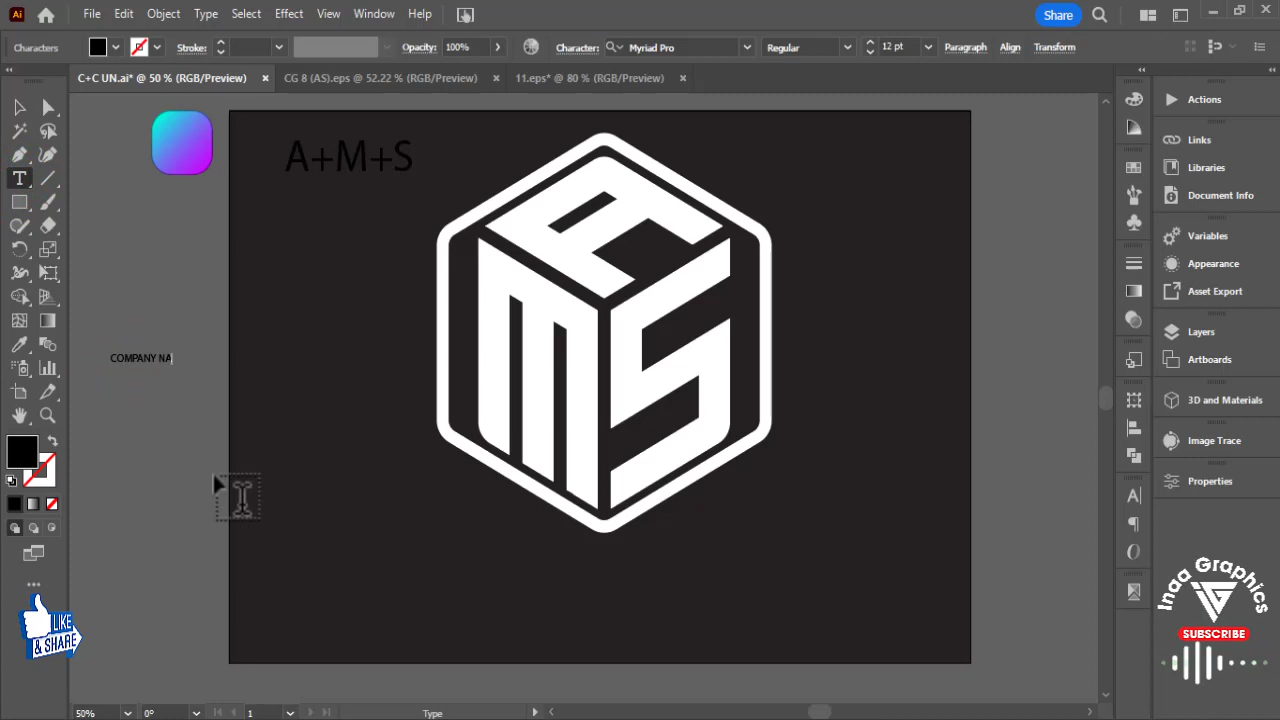 Ai File Edit Object Type Select Effect View Window Help Share
Characters Stroke: Opacity: 100% Character: Myriad Pro Regular 12 pt Paragraph Align Transform
C+C UN.ai* @ 50 % (RGB/Preview) × CG 8 (AS).eps @ 52.22 % (RGB/Preview) × 11.eps* @ 80 % (RGB/Preview) ×
Actions
Links
Libraries
Document Info
Variables
Appearance
Asset Export
Layers
Artboards
3D and Materials
Image Trace
Properties
A+M+S
A
M S
COMPANY NA
LIKE
& SHARE
Inaa Graphics
SUBSCRIBE
50% 0° 1 Type